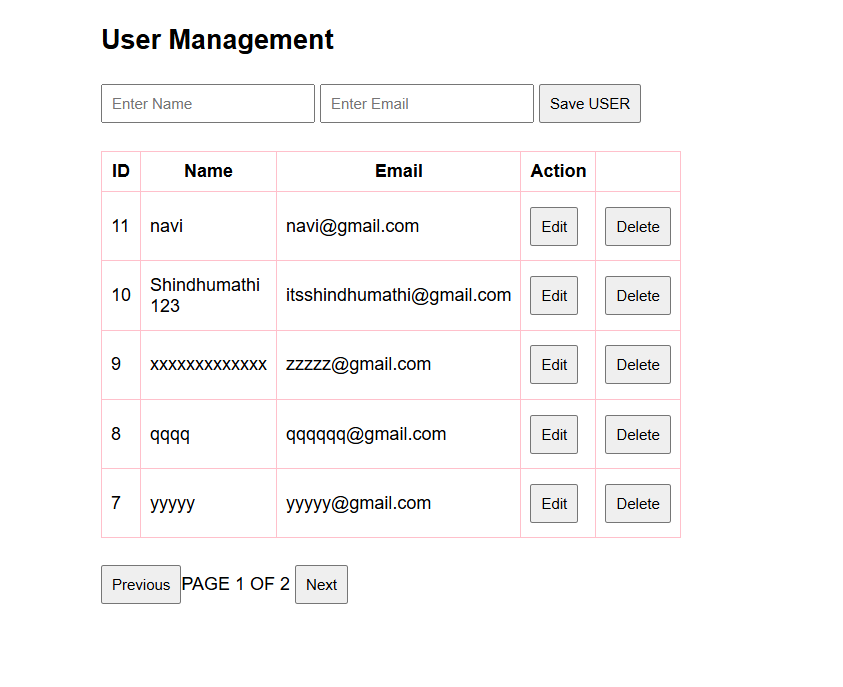 User Management
Enter Name Enter Email Save USER
ID Name Email Action
11 navi navi@gmail.com Edit Delete
10 Shindhumathi 123 itsshindhumathi@gmail.com Edit Delete
9 xxxxxxxxxxxxx zzzzz@gmail.com Edit Delete
8 qqqq qqqqqq@gmail.com Edit Delete
7 yyyyy yyyyy@gmail.com Edit Delete
Previous PAGE 1 OF 2 Next